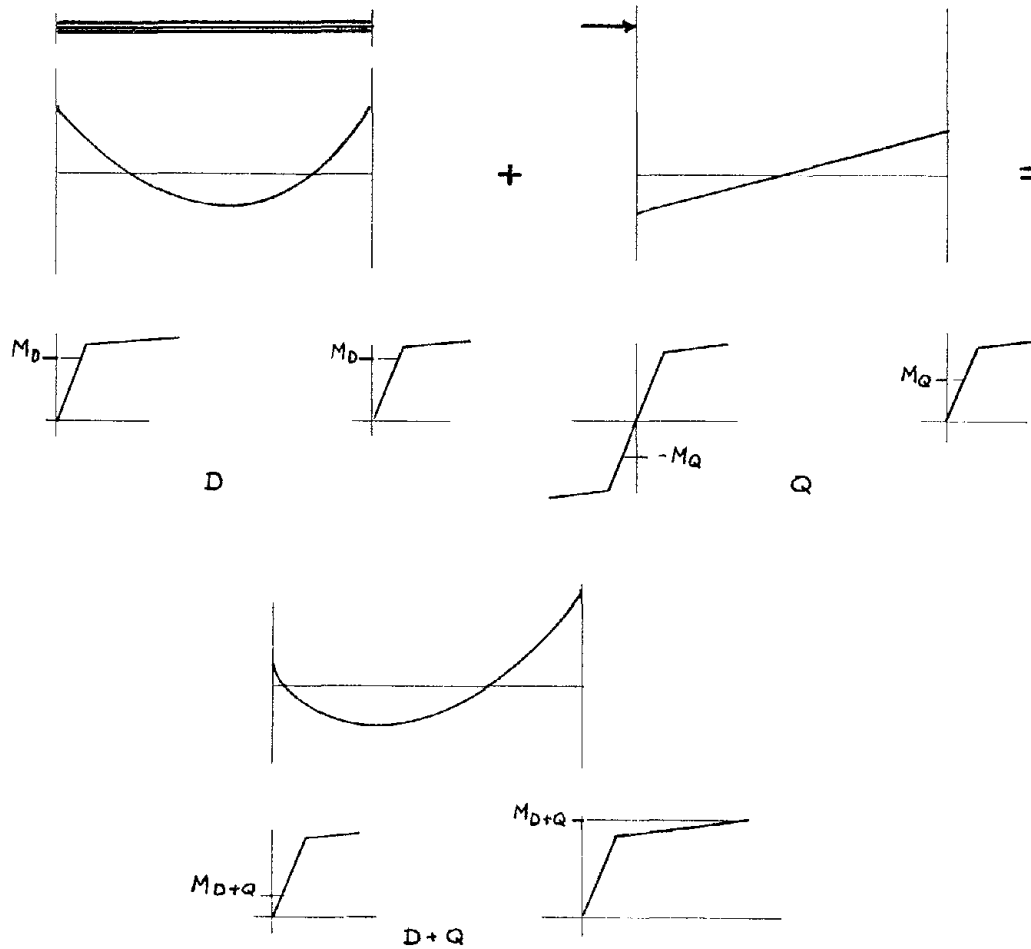 +
=
M_D
M_D
-M_Q
M_Q
D
Q
M_D+Q
M_D+Q
D + Q